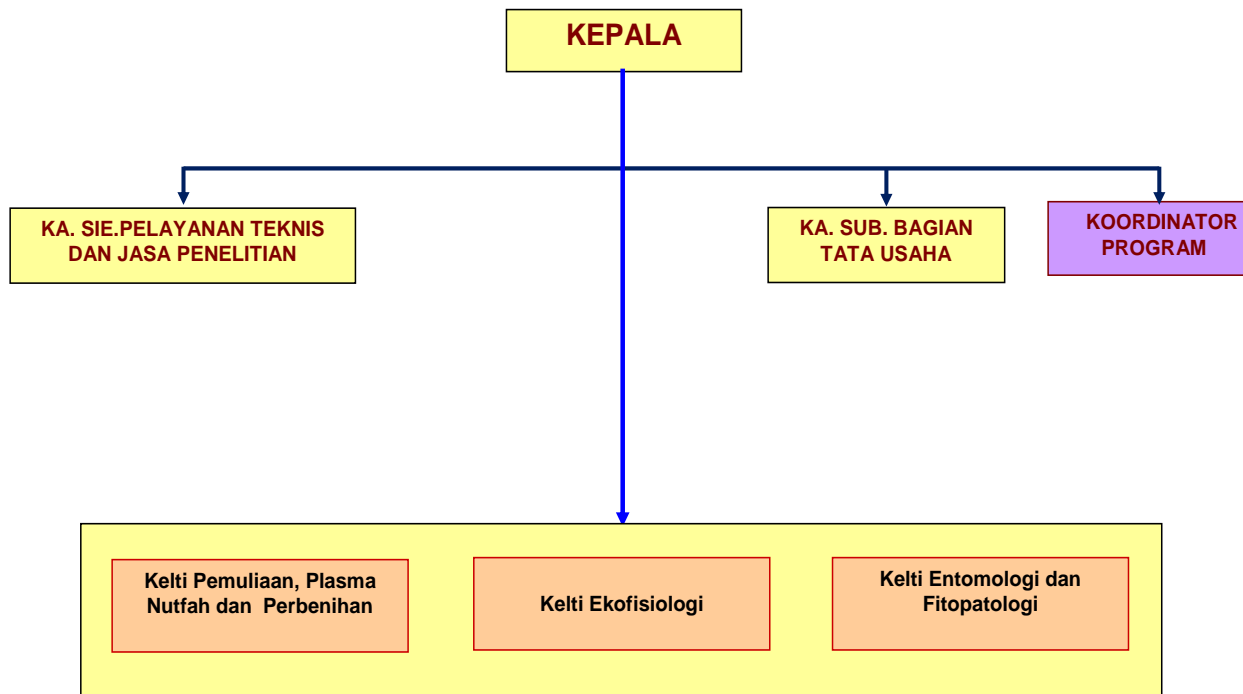 KEPALA
KA. SIE.PELAYANAN TEKNIS
DAN JASA PENELITIAN
KA. SUB. BAGIAN
TATA USAHA
KOORDINATOR
PROGRAM
Kelti Pemuliaan, Plasma
Nutfah dan Perbenihan
Kelti Ekofisiologi
Kelti Entomologi dan
Fitopatologi